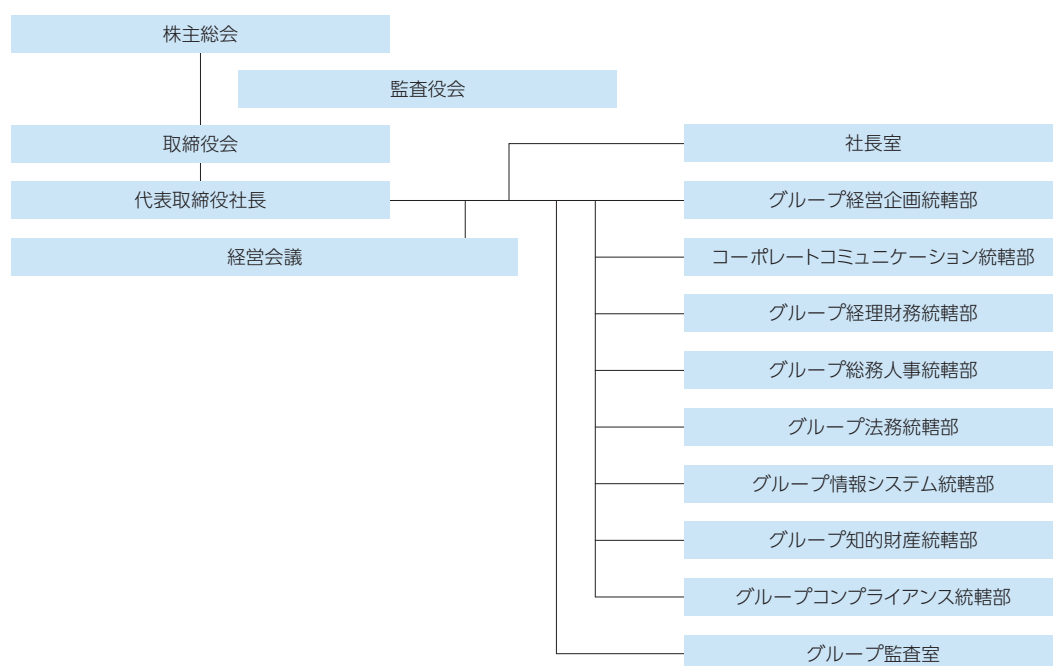 株主総会
監査役会
取締役会
代表取締役社長
経営会議
社長室
グループ経営企画統轄部
コーポレートコミュニケーション統轄部
グループ経理財務統轄部
グループ総務人事統轄部
グループ法務統轄部
グループ情報システム統轄部
グループ知的財産統轄部
グループコンプライアンス統轄部
グループ監査室